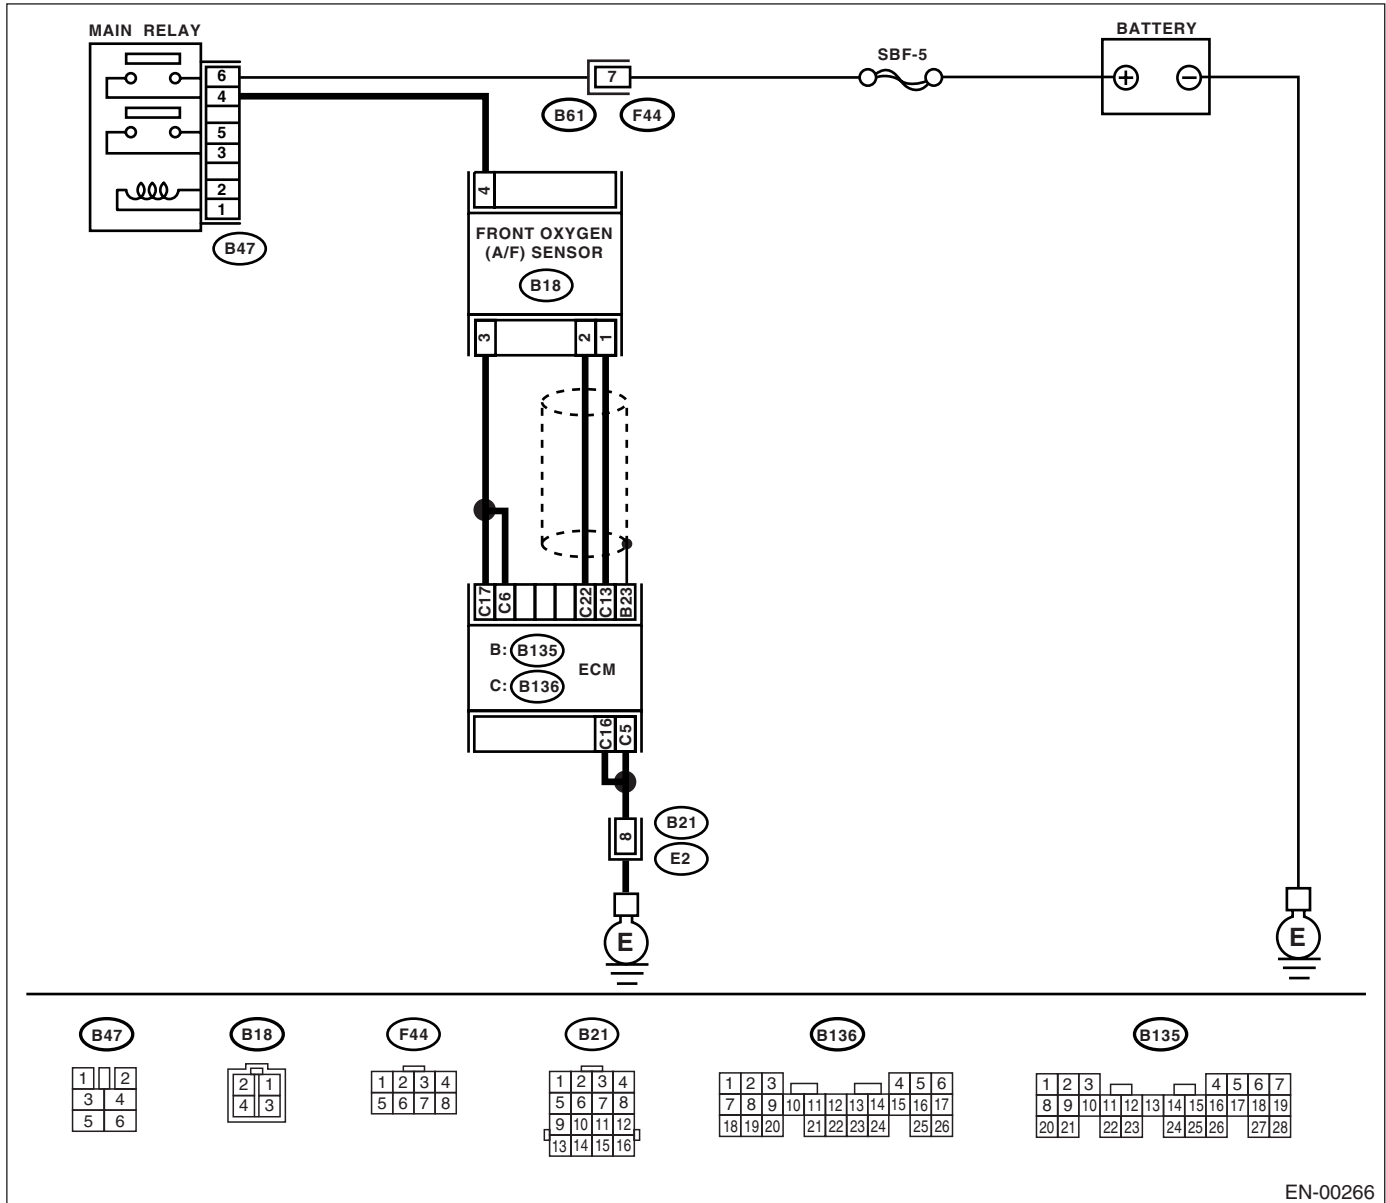 MAIN RELAY
BATTERY
SBF-5
6
4
5
3
2
1
B47
7
B61
F44
+
−
4
FRONT OXYGEN
(A/F) SENSOR
B18
3
2
1
C17
C6
C22
C13
B23
B: B135
ECM
C: B136
C16
C5
8
B21
E2
E
E
B47
B18
F44
B21
B136
B135
1 2
3 4
5 6
2 1
4 3
1 2 3 4
5 6 7 8
1 2 3 4
5 6 7 8
9 10 11 12
13 14 15 16
1 2 3 4 5 6
7 8 9 10 11 12 13 14 15 16 17
18 19 20 21 22 23 24 25 26
1 2 3 4 5 6 7
8 9 10 11 12 13 14 15 16 17 18 19
20 21 22 23 24 25 26 27 28
EN-00266